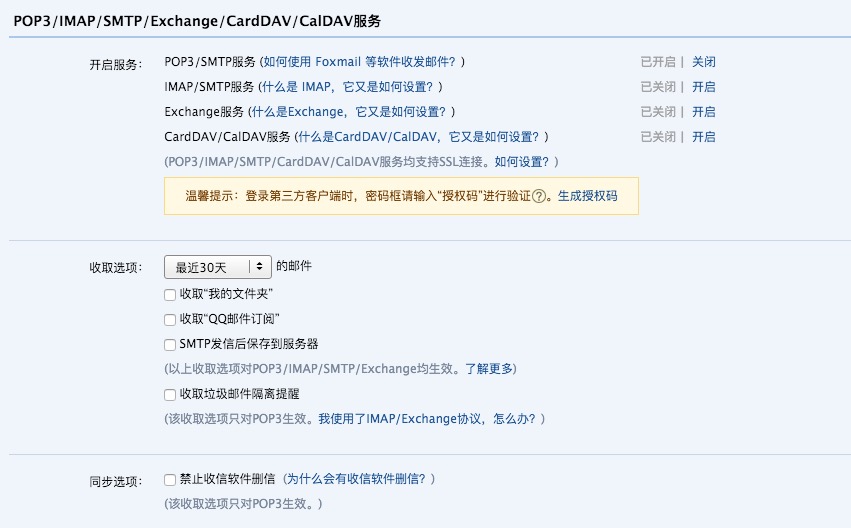 POP3/IMAP/SMTP/Exchange/CardDAV/CalDAV服务
开启服务： POP3/SMTP服务 (如何使用 Foxmail 等软件收发邮件？) 已开启 | 关闭
IMAP/SMTP服务 (什么是 IMAP，它又是如何设置？) 已关闭 | 开启
Exchange服务 (什么是Exchange，它又是如何设置？) 已关闭 | 开启
CardDAV/CalDAV服务 (什么是CardDAV/CalDAV，它又是如何设置？) 已关闭 | 开启
(POP3/IMAP/SMTP/CardDAV/CalDAV服务均支持SSL连接。如何设置？)
温馨提示：登录第三方客户端时，密码框请输入“授权码”进行验证?。生成授权码
收取选项： 最近30天 的邮件
收取“我的文件夹”
收取“QQ邮件订阅”
SMTP发信后保存到服务器
(以上收取选项对POP3/IMAP/SMTP/Exchange均生效。了解更多)
收取垃圾邮件隔离提醒
(该收取选项只对POP3生效。我使用了IMAP/Exchange协议，怎么办？)
同步选项： 禁止收信软件删信 (为什么会有收信软件删信？)
(该收取选项只对POP3生效。)